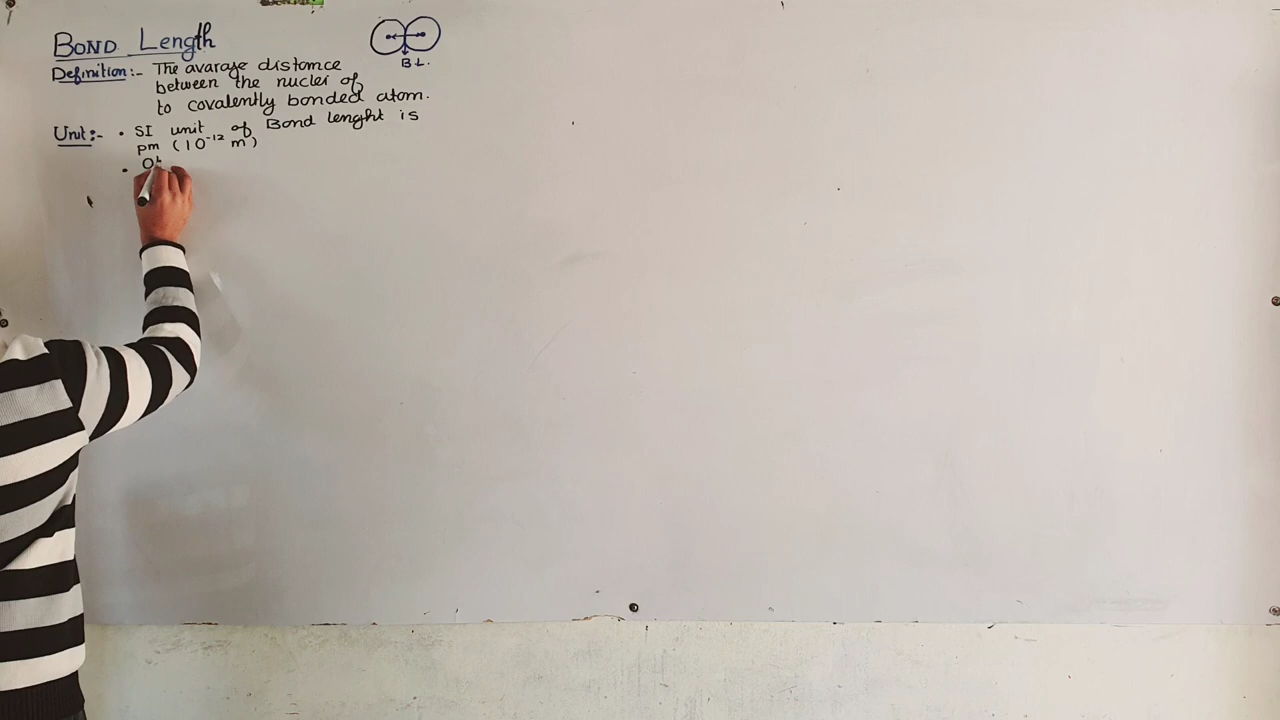 BOND Length
B L.
Definition:- The avarage distance
between the nuclei of
to covalently bonded atom.
Unit:- • SI unit of Bond lenght is
pm (10⁻¹² m)
•